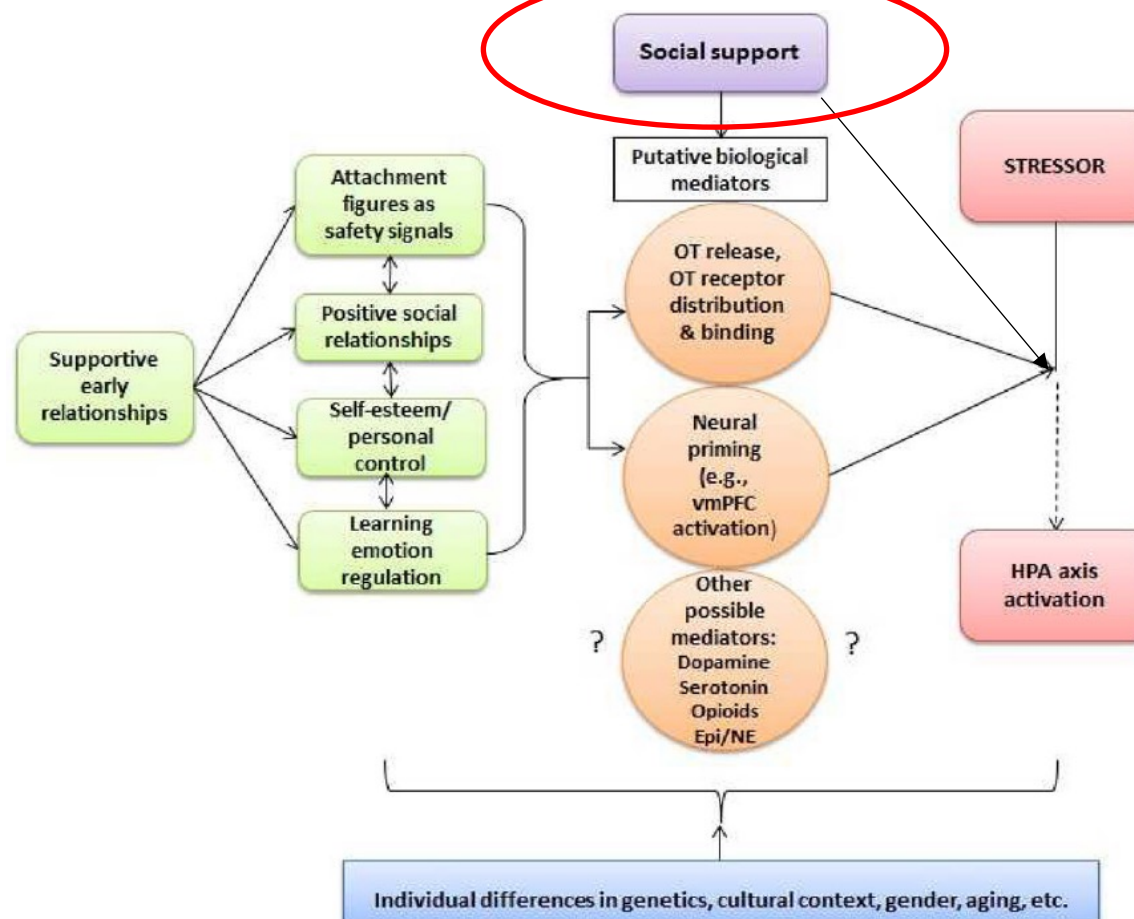 Social support
Putative biological
mediators
STRESSOR
Attachment
figures as
safety signals
OT release,
OT receptor
distribution
& binding
Positive social
relationships
Supportive
early
relationships
Self-esteem/
personal
control
Neural
priming
(e.g.,
vmPFC
activation)
Learning
emotion
regulation
HPA axis
activation
Other
possible
mediators:
Dopamine
Serotonin
Opioids
Epi/NE
?
?
Individual differences in genetics, cultural context, gender, aging, etc.